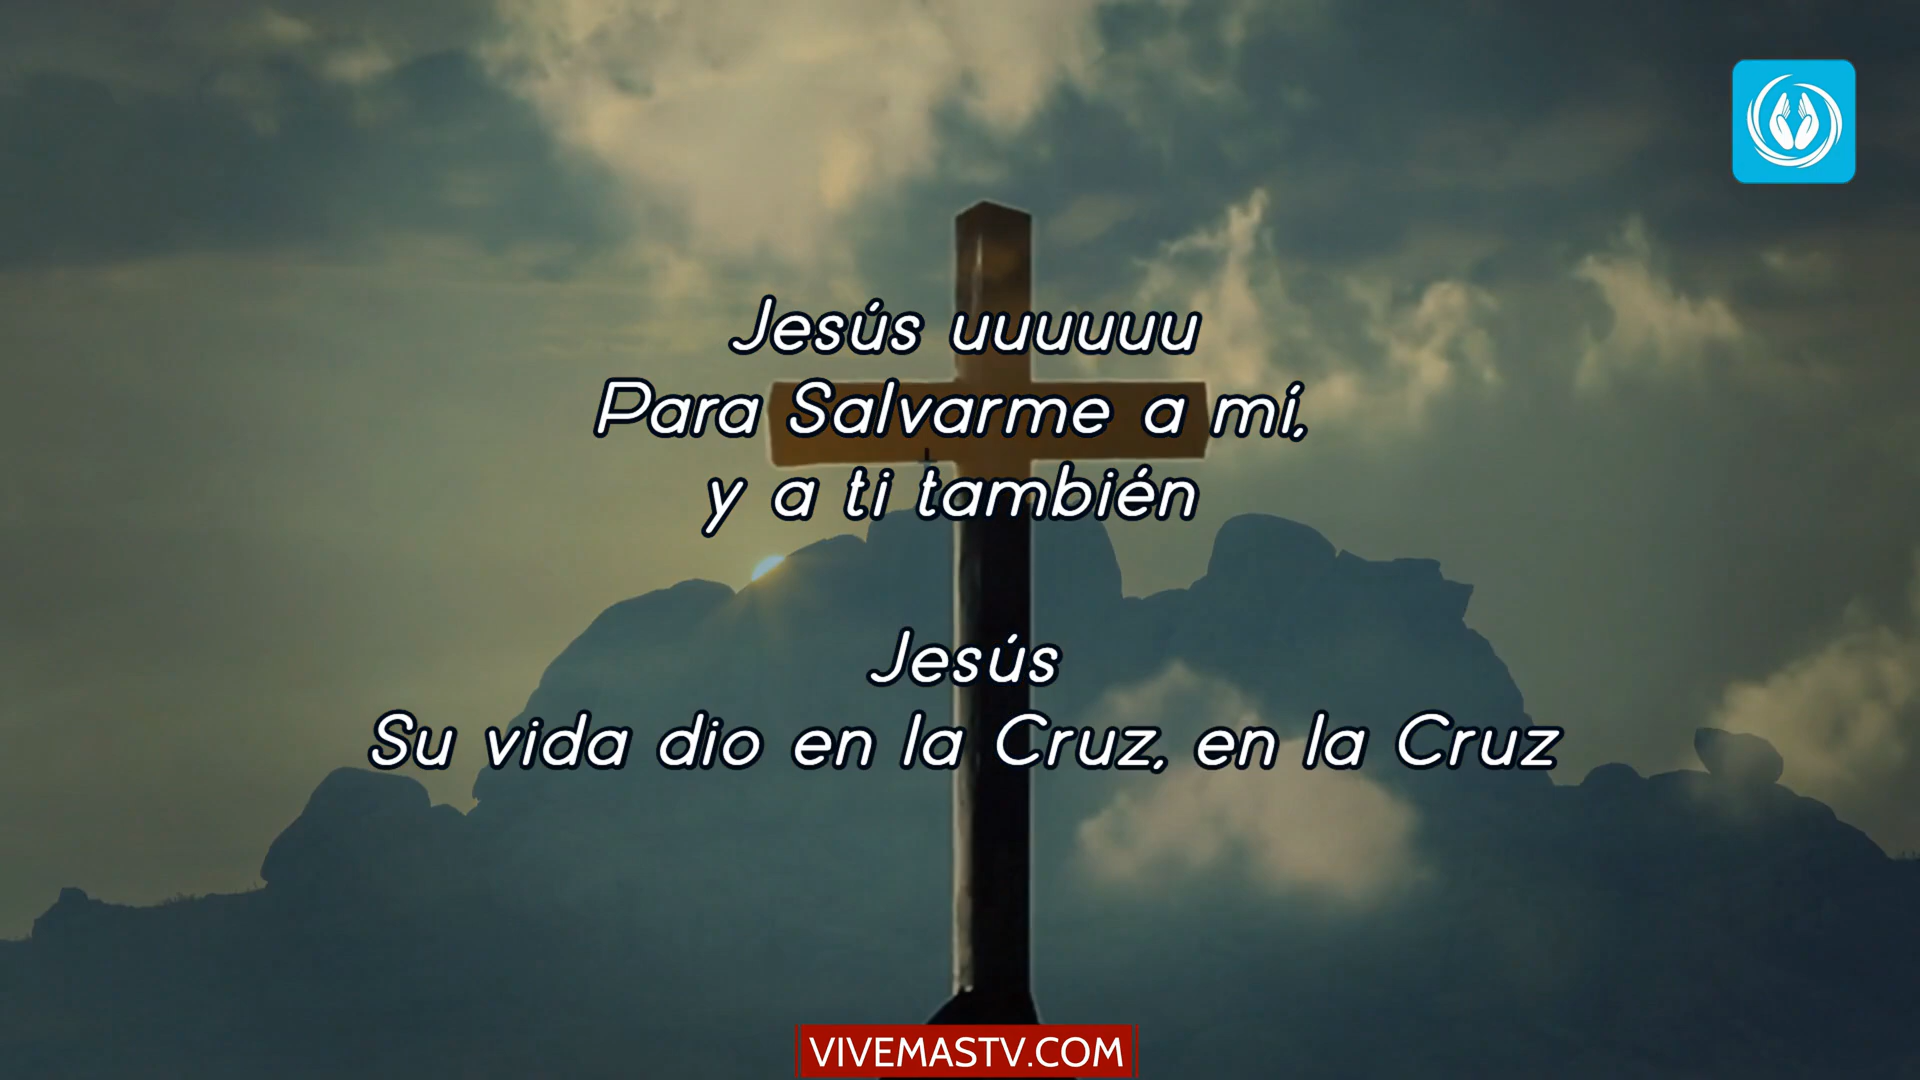 Jesús uuuuuu
Para Salvarme a mí,
y a ti también
Jesús
Su vida dio en la Cruz, en la Cruz
VIVEMASTV.COM